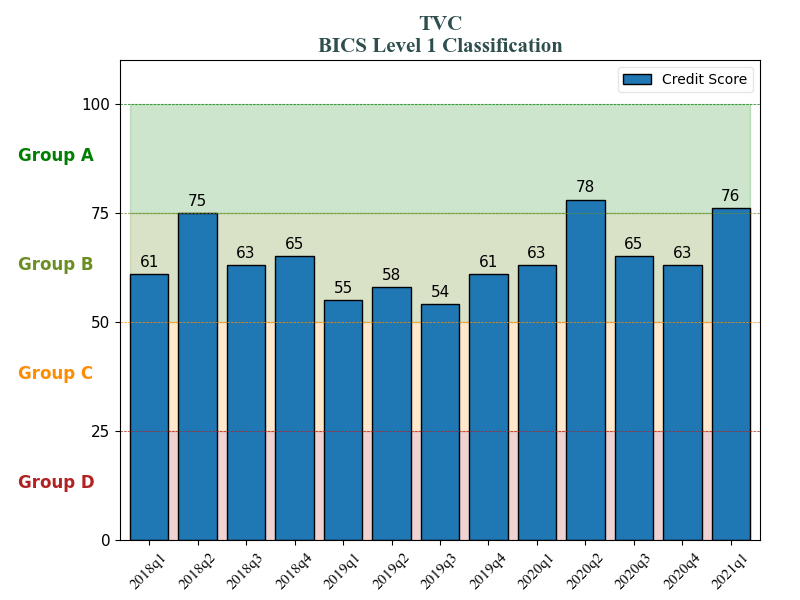 TVC
BICS Level 1 Classification
Credit Score
100
75
50
25
0
Group A
Group B
Group C
Group D
61
75
63
65
55
58
54
61
63
78
65
63
76
2018q1
2018q2
2018q3
2018q4
2019q1
2019q2
2019q3
2019q4
2020q1
2020q2
2020q3
2020q4
2021q1